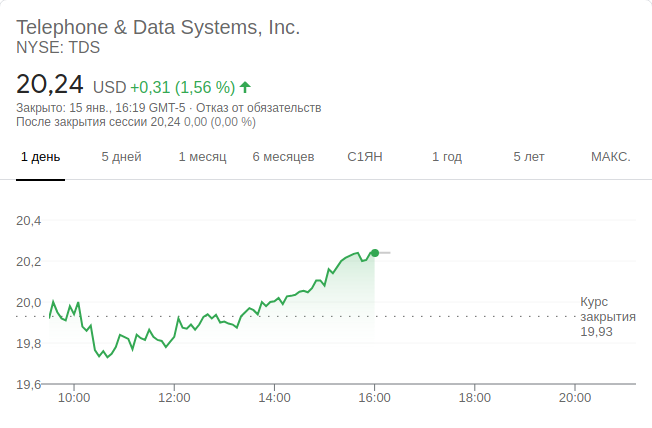 Telephone & Data Systems, Inc.
NYSE: TDS
20,24 USD +0,31 (1,56 %)
Закрыто: 15 янв., 16:19 GMT-5 · Отказ от обязательств
После закрытия сессии 20,24 0,00 (0,00 %)
1 день 5 дней 1 месяц 6 месяцев С1ЯН 1 год 5 лет МАКС.
20,4
20,2
20,0
19,8
19,6
Курс
закрытия
19,93
10:00 12:00 14:00 16:00 18:00 20:00